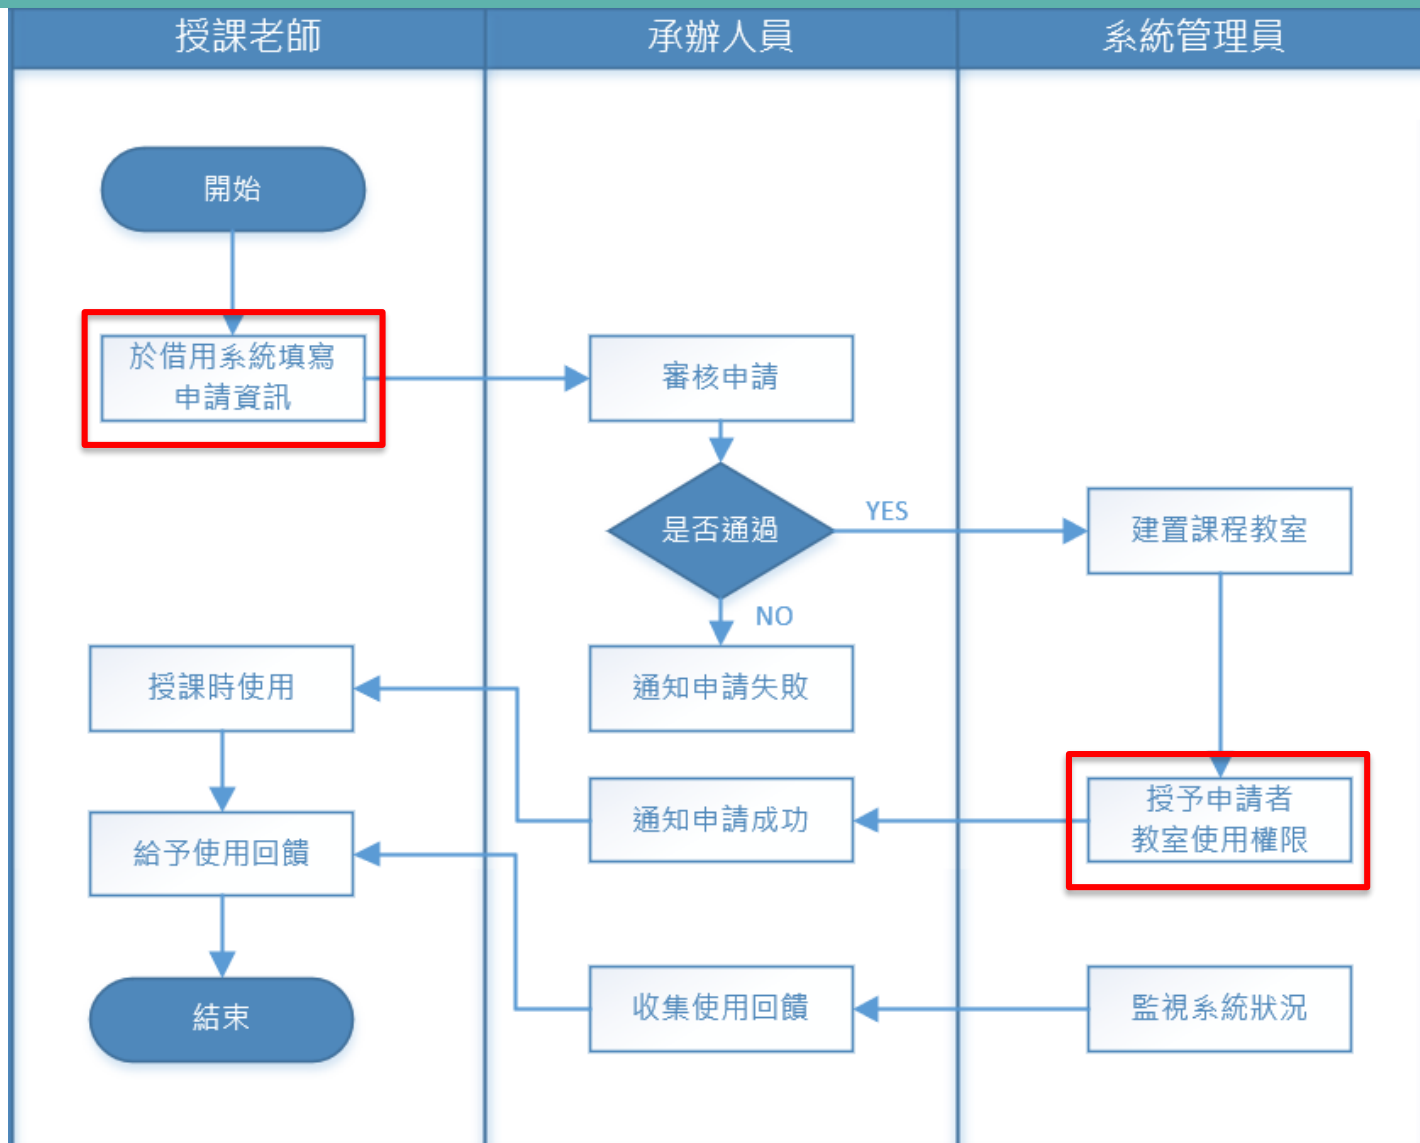 授課老師
承辦人員
系統管理員
開始
於借用系統填寫
申請資訊
審核申請
是否通過
YES
建置課程教室
NO
授課時使用
通知申請失敗
通知申請成功
授予申請者
教室使用權限
給予使用回饋
結束
收集使用回饋
監視系統狀況